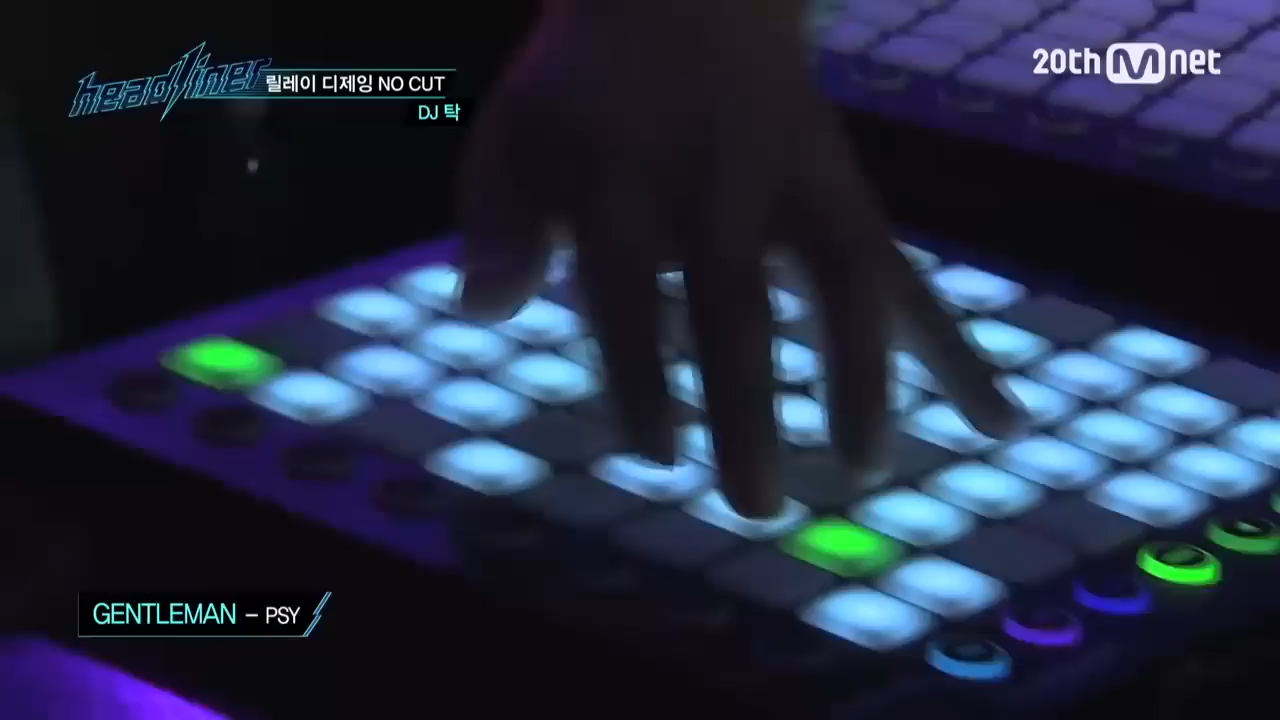 headliner
릴레이 디제잉 NO CUT
DJ 탁
20th Mnet
GENTLEMAN – PSY